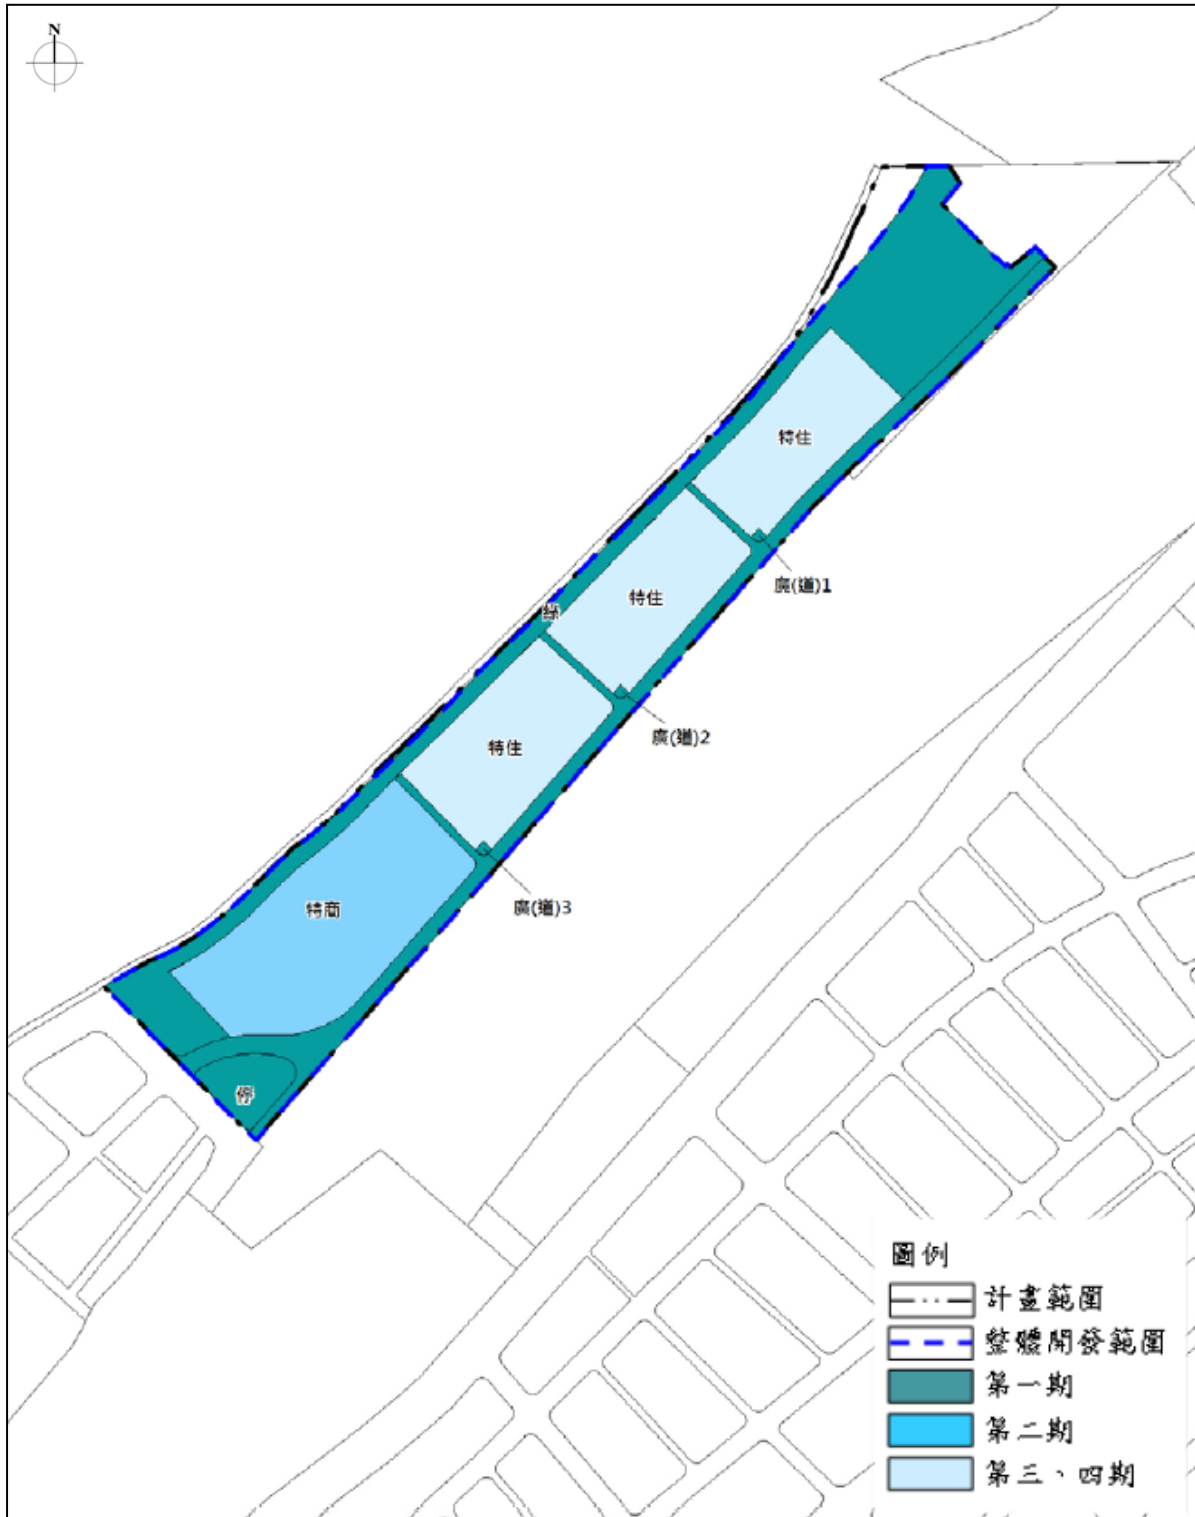 N
特住
廣(道)1
特住
綠
廣(道)2
特住
廣(道)3
特商
停
圖例
計畫範圍
整體開發範圍
第一期
第二期
第三、四期